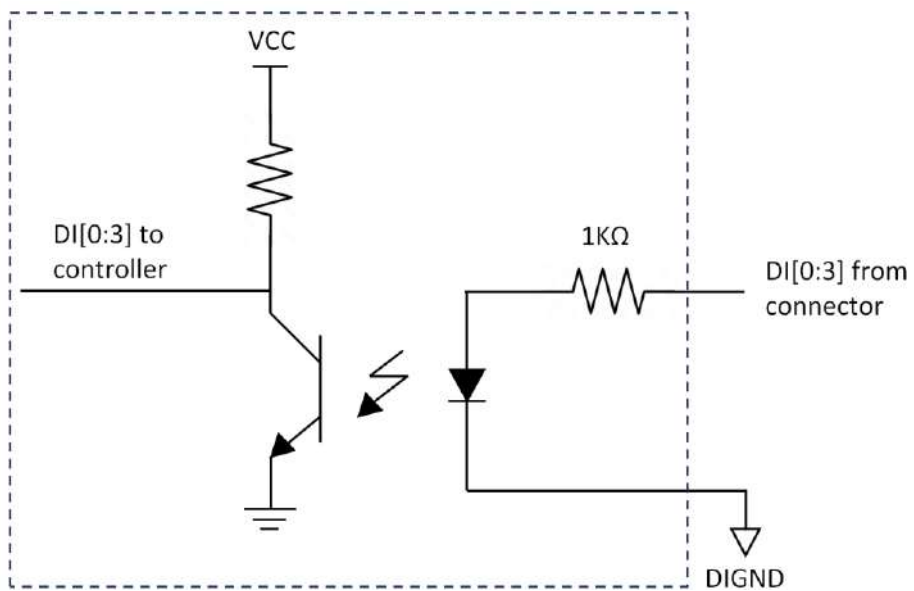 VCC
DI[0:3] to
controller
1KΩ
DI[0:3] from
connector
DIGND